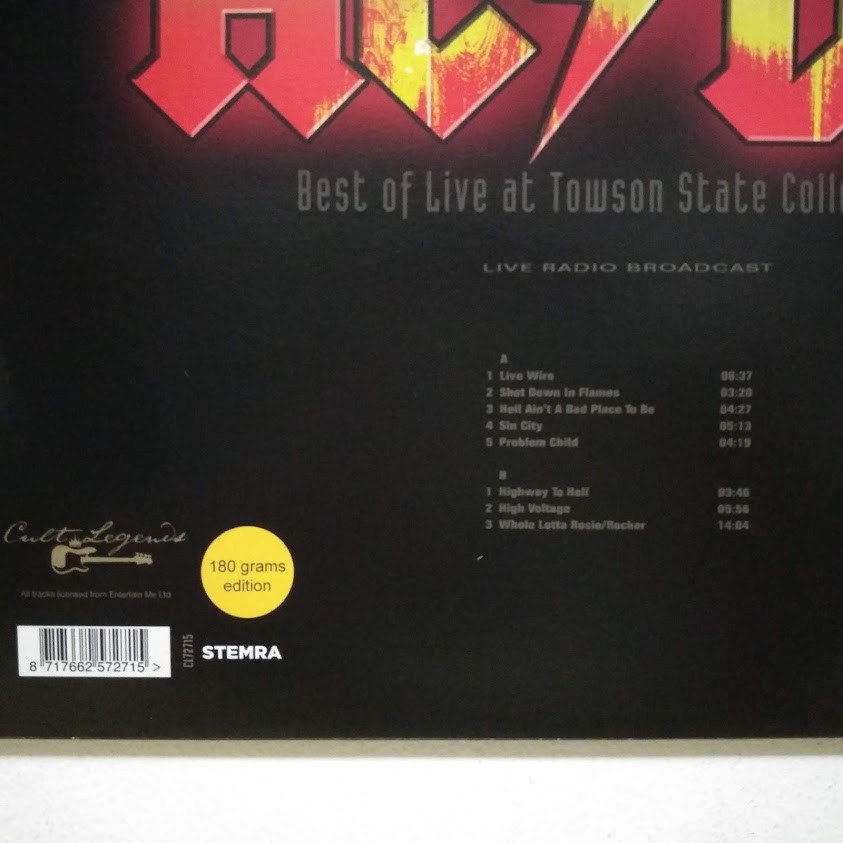 AC/D
Best of Live at Towson State Colle
LIVE RADIO BROADCAST
A
1 Live Wire 06:37
2 Shot Down In Flames 03:20
3 Hell Ain't A Bad Place To Be 04:27
4 Sin City 05:13
5 Problem Child 04:19
B
1 Highway To Hell 03:46
2 High Voltage 05:56
3 Whole Lotta Rosie/Rocker 14:04
Cult Legends
180 grams
edition
All tracks licensed from Entertain Me Ltd
8 717662 572715 >
CL72715
STEMRA